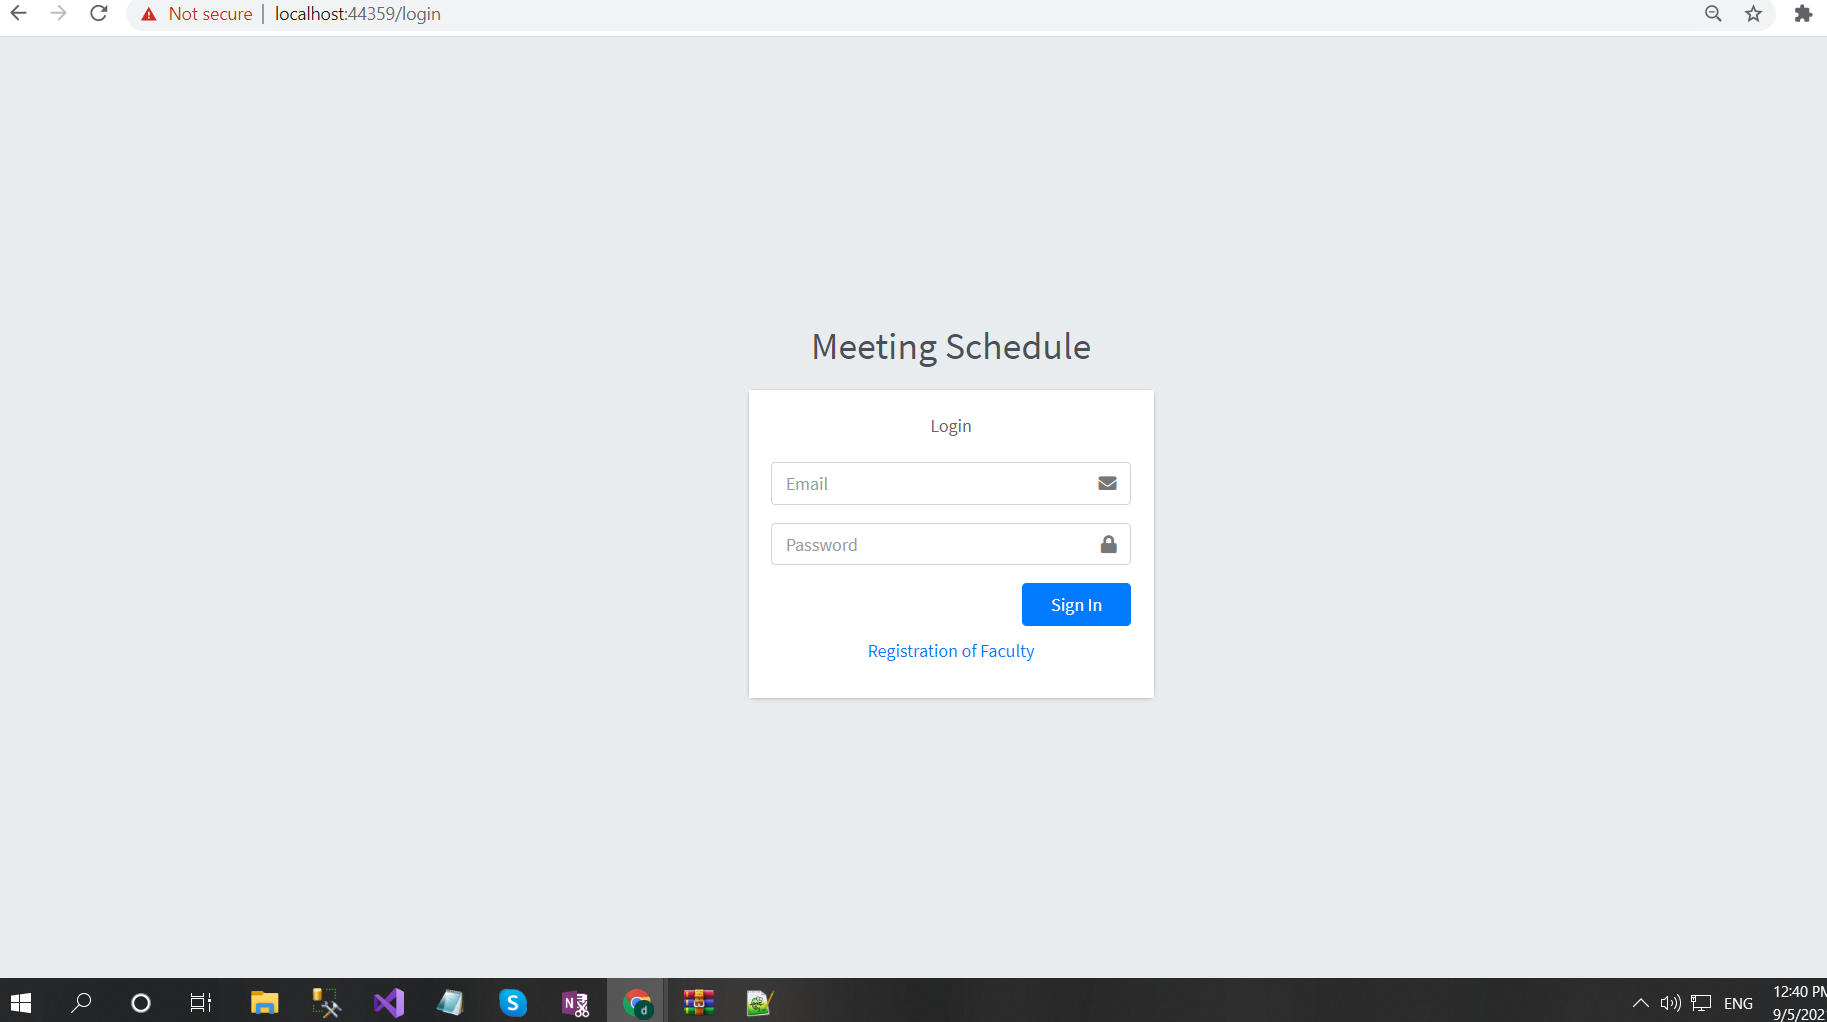 Not secure | localhost:44359/login
Meeting Schedule
Login
Email
Password
Sign In
Registration of Faculty
ENG
12:40 PM
9/5/202